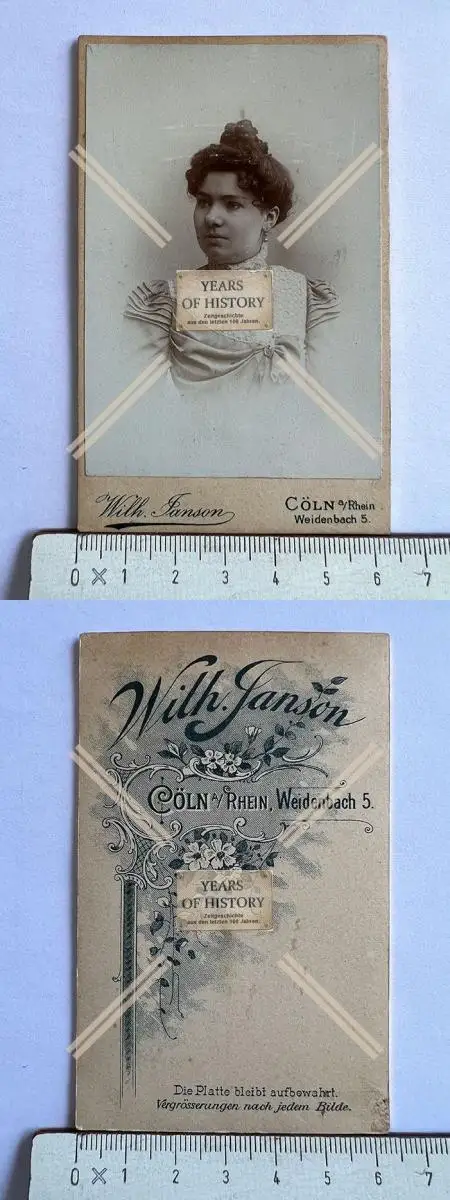 YEARS
OF HISTORY
Zeitgeschichte
aus den letzten 100 Jahren.
Wilh. Janson
CÖLN a/Rhein
Weidenbach 5.
0 1 2 3 4 5 6 7
Wilh. Janson
CÖLN A/RHEIN, Weidenbach 5.
YEARS
OF HISTORY
Zeitgeschichte
aus den letzten 100 Jahren.
Die Platte bleibt aufbewahrt.
Vergrösserungen nach jedem Bilde.
0 1 2 3 4 5 6 7